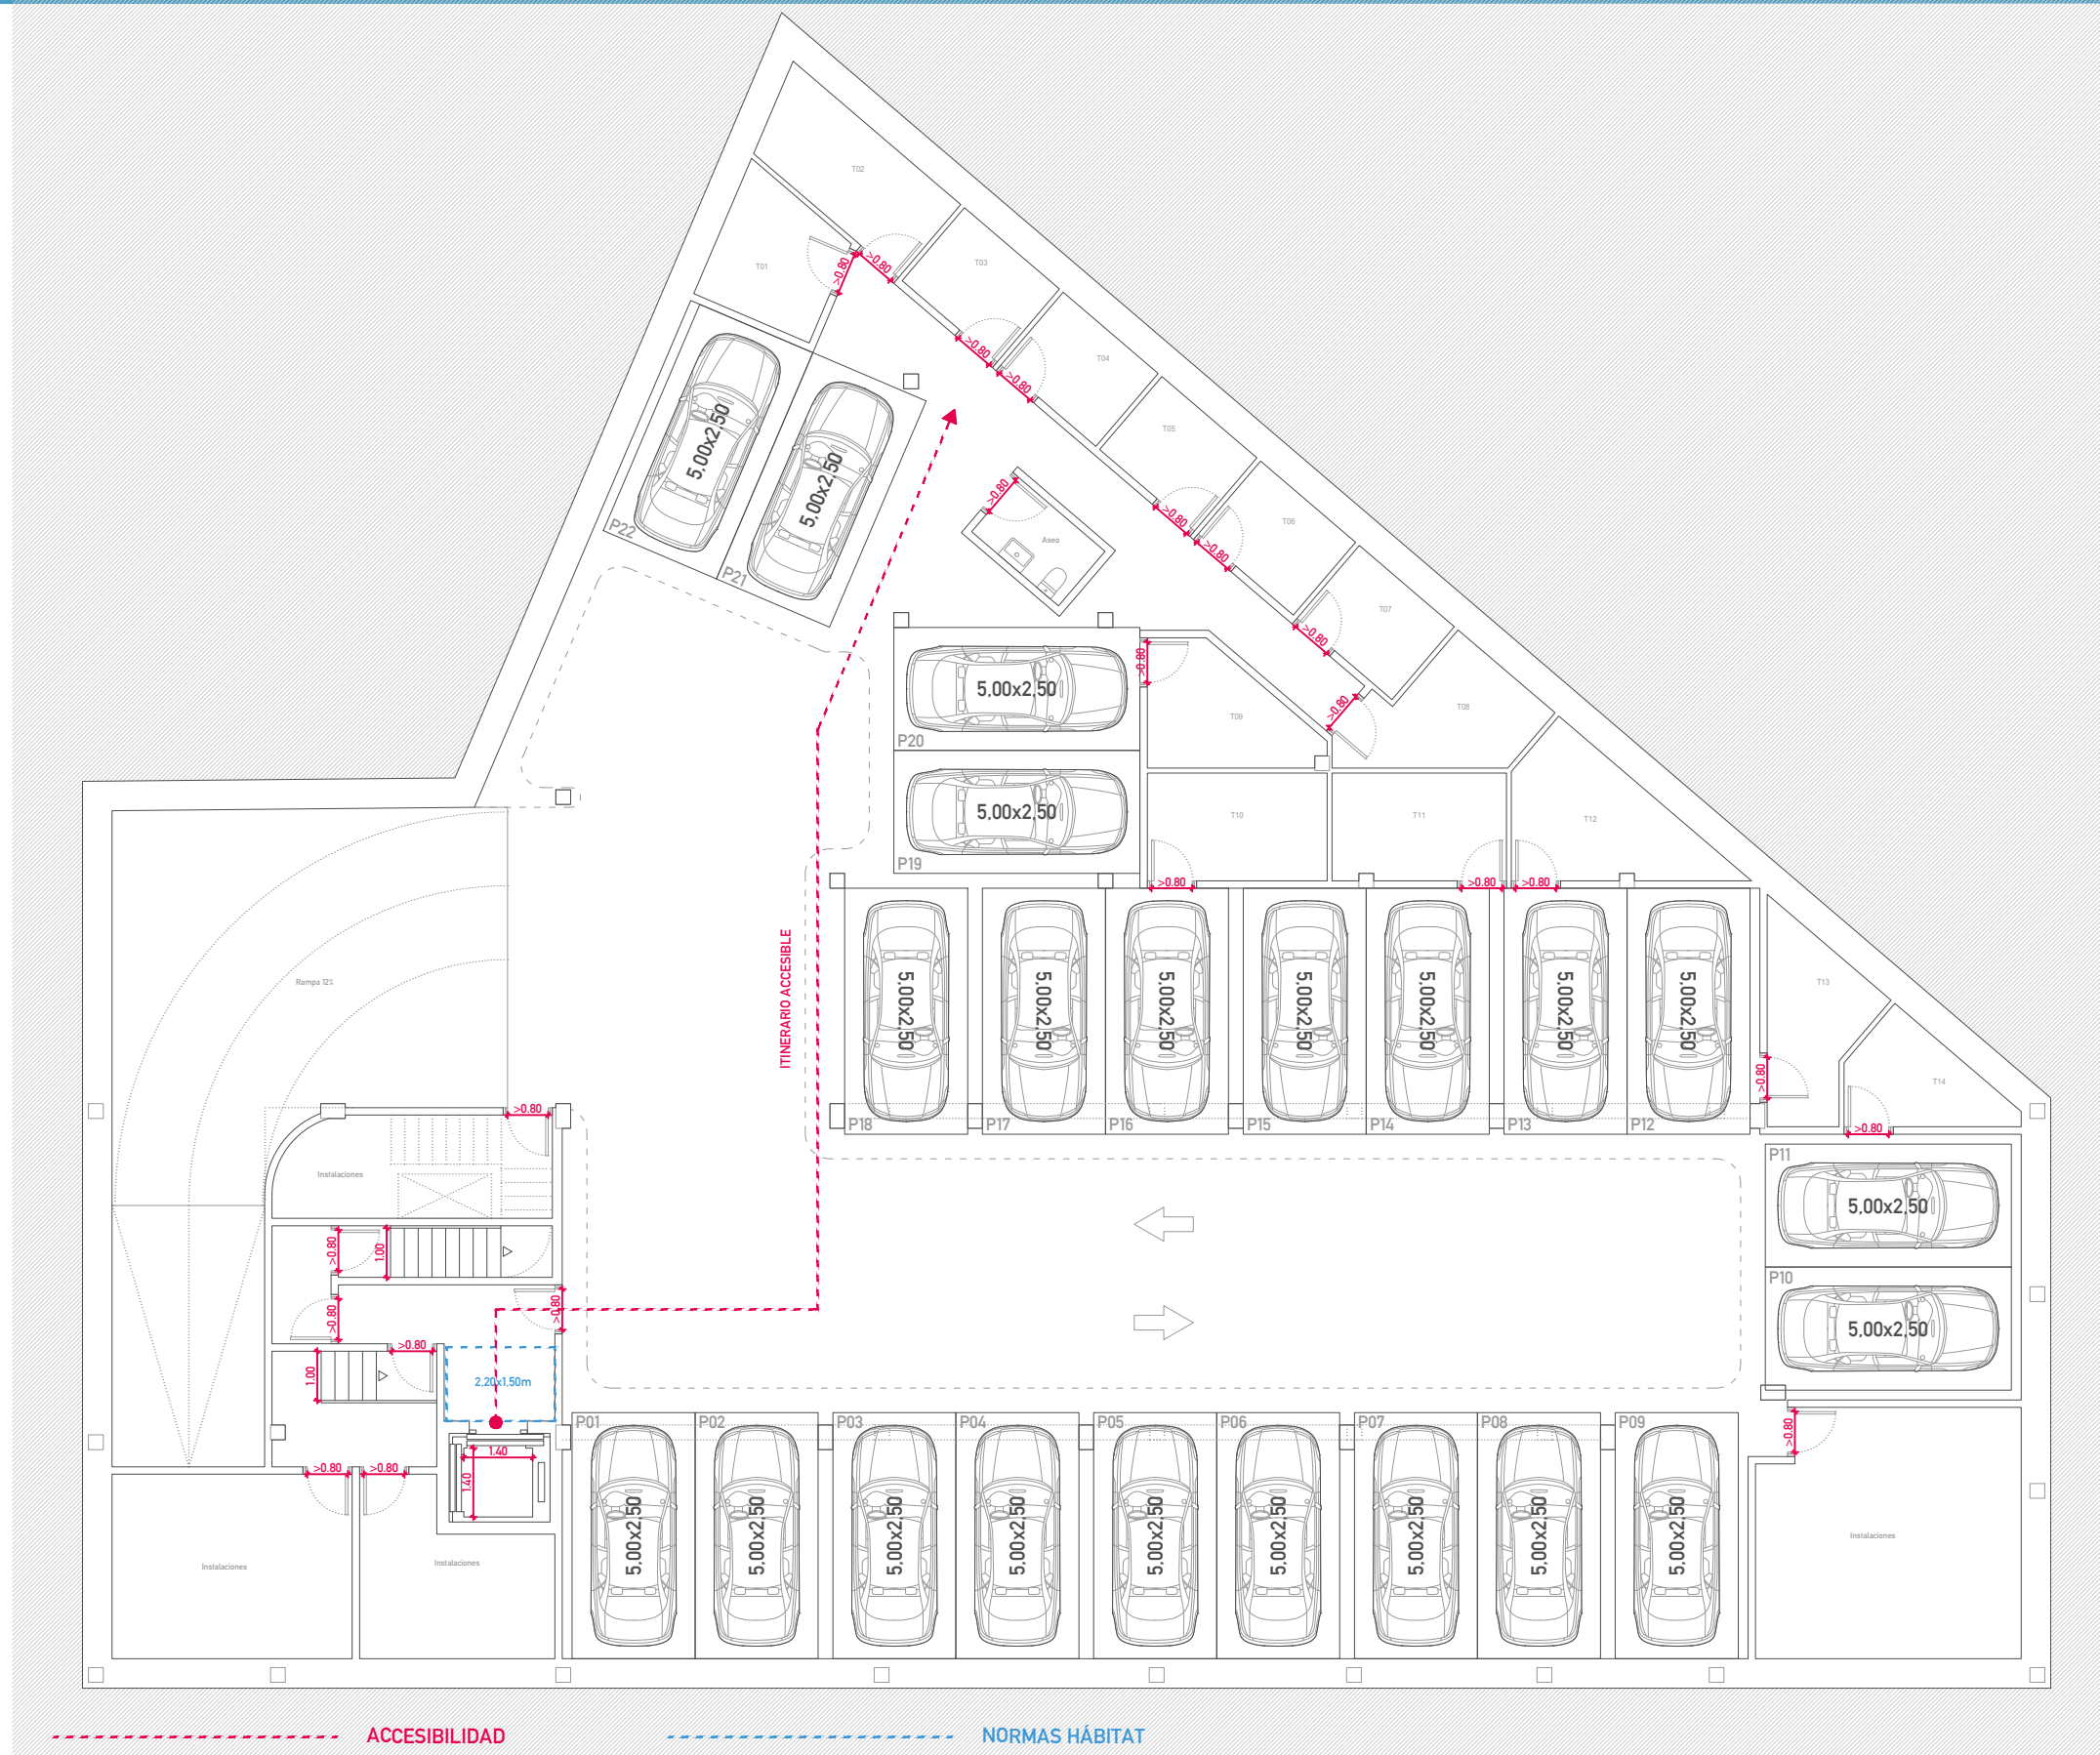 T02
>0.80
>0.80
T01
T03
>0.80
>0.80
T04
5,00x2,50
P22
5,00x2,50
P21
T05
>0.80
Aseo
>0.80
>0.80
T06
>0.80
T07
>0.80
T08
5,00x2,50
P20
>0.80
T09
5,00x2,50
P19
T10
T11
T12
>0.80
>0.80
>0.80
ITINERARIO ACCESIBLE
Rampa 12%
5,00x2,50
P18
5,00x2,50
P17
5,00x2,50
P16
5,00x2,50
P15
5,00x2,50
P14
5,00x2,50
P13
5,00x2,50
P12
T13
>0.80
T14
>0.80
>0.80
Instalaciones
>0.80
1.00
>0.80
>0.80
>0.80
1.00
2,20x1,50m
1.40
1.40
>0.80
>0.80
P11
5,00x2,50
P10
5,00x2,50
P01
5,00x2,50
P02
5,00x2,50
P03
5,00x2,50
P04
5,00x2,50
P05
5,00x2,50
P06
5,00x2,50
P07
5,00x2,50
P08
5,00x2,50
P09
5,00x2,50
>0.80
Instalaciones
Instalaciones
Instalaciones
ACCESIBILIDAD
NORMAS HÁBITAT